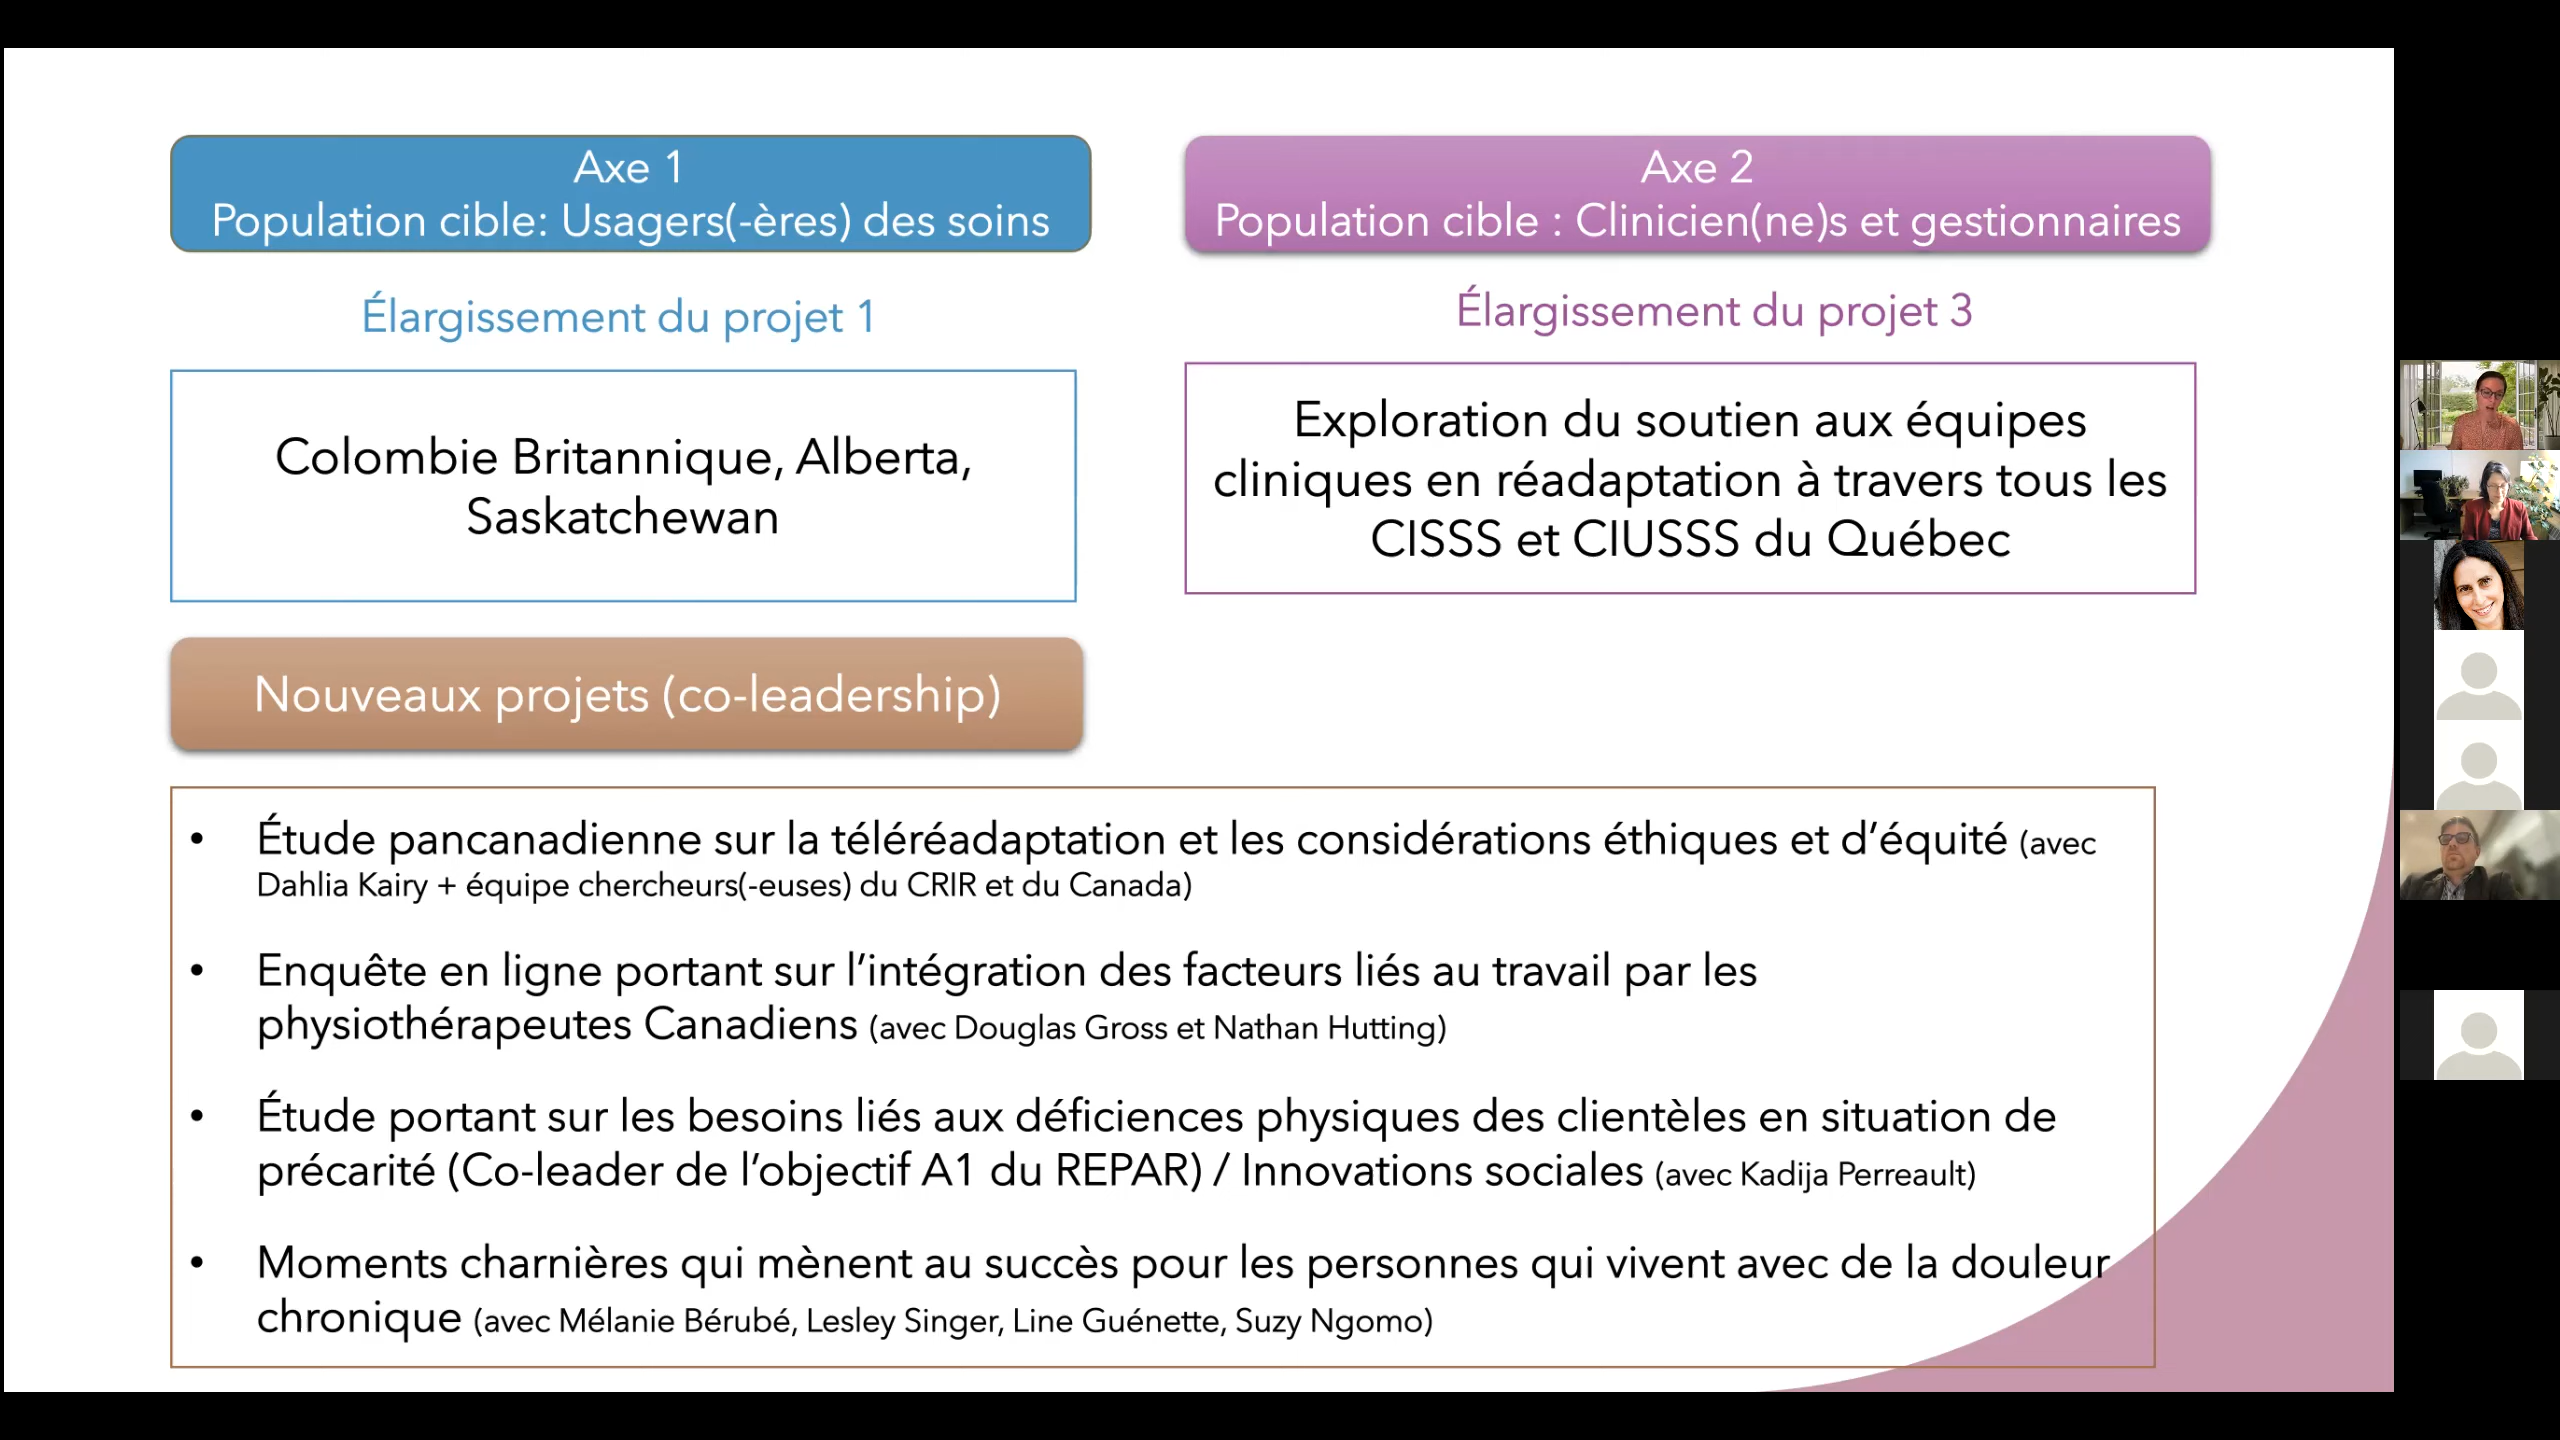 Axe 1
Population cible: Usagers(-ères) des soins
Élargissement du projet 1
Colombie Britannique, Alberta,
Saskatchewan
Axe 2
Population cible : Clinicien(ne)s et gestionnaires
Élargissement du projet 3
Exploration du soutien aux équipes
cliniques en réadaptation à travers tous les
CISSS et CIUSSS du Québec
Nouveaux projets (co-leadership)
• Étude pancanadienne sur la téléréadaptation et les considérations éthiques et d’équité (avec
Dahlia Kairy + équipe chercheurs(-euses) du CRIR et du Canada)
• Enquête en ligne portant sur l’intégration des facteurs liés au travail par les
physiothérapeutes Canadiens (avec Douglas Gross et Nathan Hutting)
• Étude portant sur les besoins liés aux déficiences physiques des clientèles en situation de
précarité (Co-leader de l’objectif A1 du REPAR) / Innovations sociales (avec Kadija Perreault)
• Moments charnières qui mènent au succès pour les personnes qui vivent avec de la douleur
chronique (avec Mélanie Bérubé, Lesley Singer, Line Guénette, Suzy Ngomo)